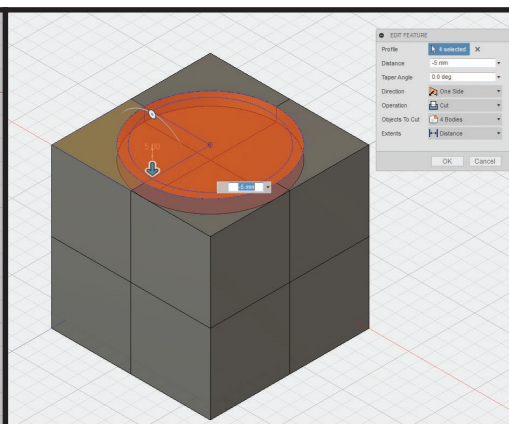 EDIT FEATURE
Profile 4 selected
Distance -5 mm
Taper Angle 0.0 deg
Direction One Side
Operation Cut
Objects To Cut 4 Bodies
Extents Distance
OK Cancel
5.00
-5 mm